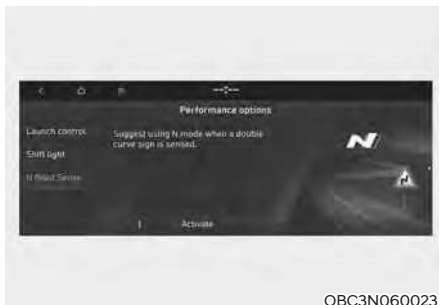 --:--
Performance options
Launch control
Suggest using N mode when a double
curve sign is sensed.
Shift light
N Road Sense
Activate
OBC3N060023